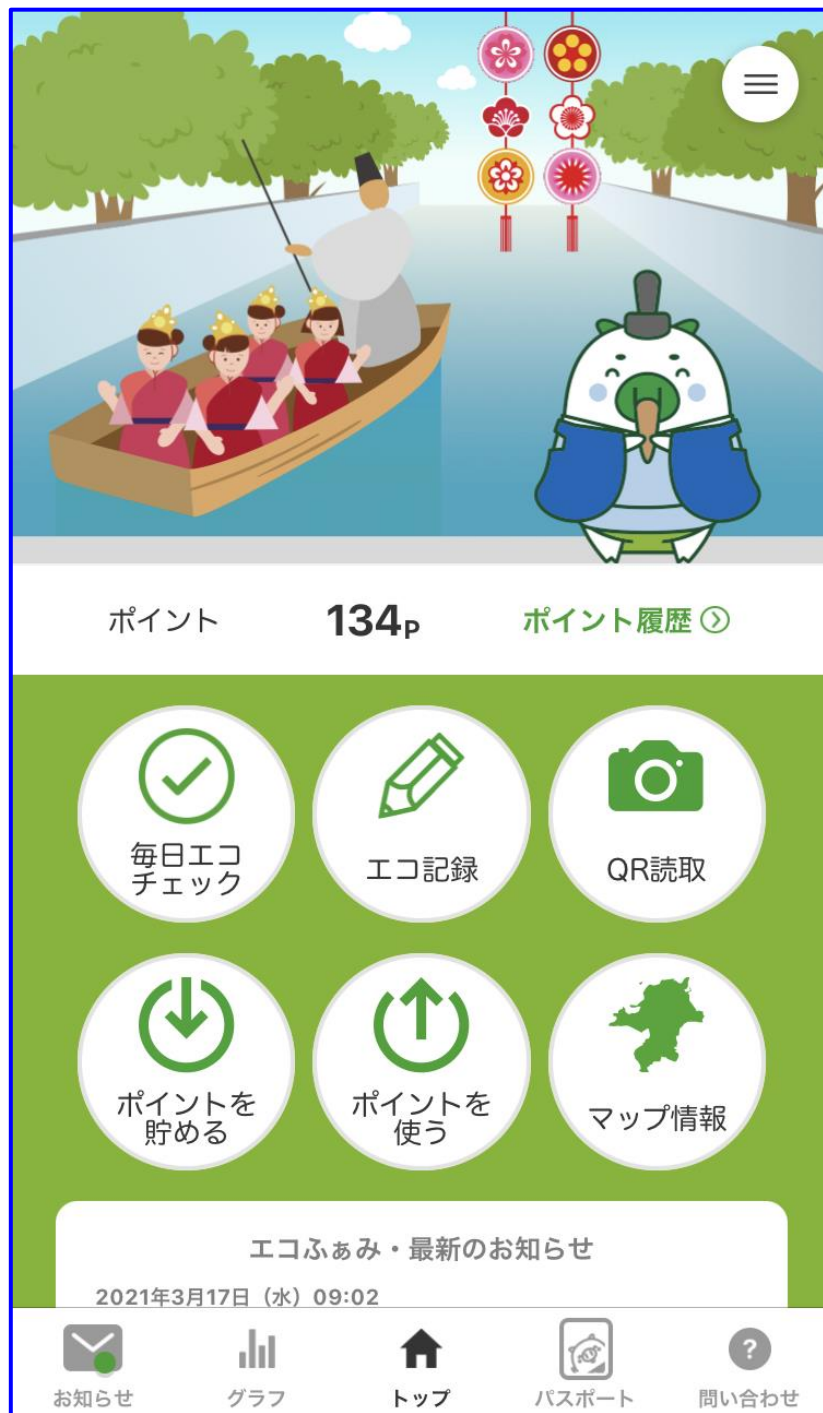 ポイント 134P ポイント履歴
毎日エコ
チェック
エコ記録
QR読取
ポイントを
貯める
ポイントを
使う
マップ情報
エコふぁみ・最新のお知らせ
2021年3月17日（水）09:02
お知らせ グラフ トップ パスポート 問い合わせ